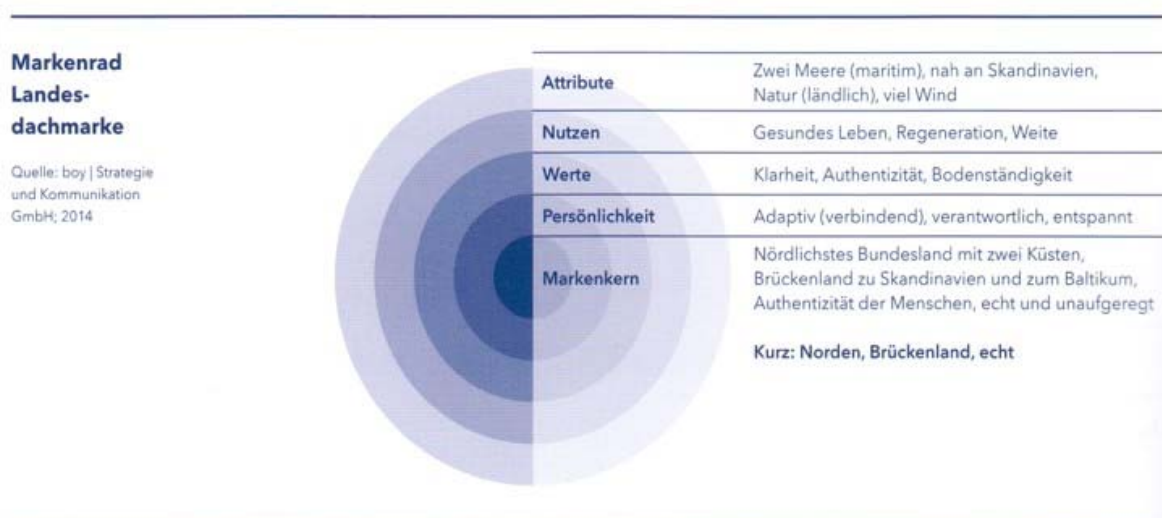 Markenrad
Landes-
dachmarke
Quelle: boy | Strategie
und Kommunikation
GmbH; 2014
Attribute
Zwei Meere (maritim), nah an Skandinavien,
Natur (ländlich), viel Wind
Nutzen
Gesundes Leben, Regeneration, Weite
Werte
Klarheit, Authentizität, Bodenständigkeit
Persönlichkeit
Adaptiv (verbindend), verantwortlich, entspannt
Markenkern
Nördlichstes Bundesland mit zwei Küsten,
Brückenland zu Skandinavien und zum Baltikum,
Authentizität der Menschen, echt und unaufgeregt
Kurz: Norden, Brückenland, echt